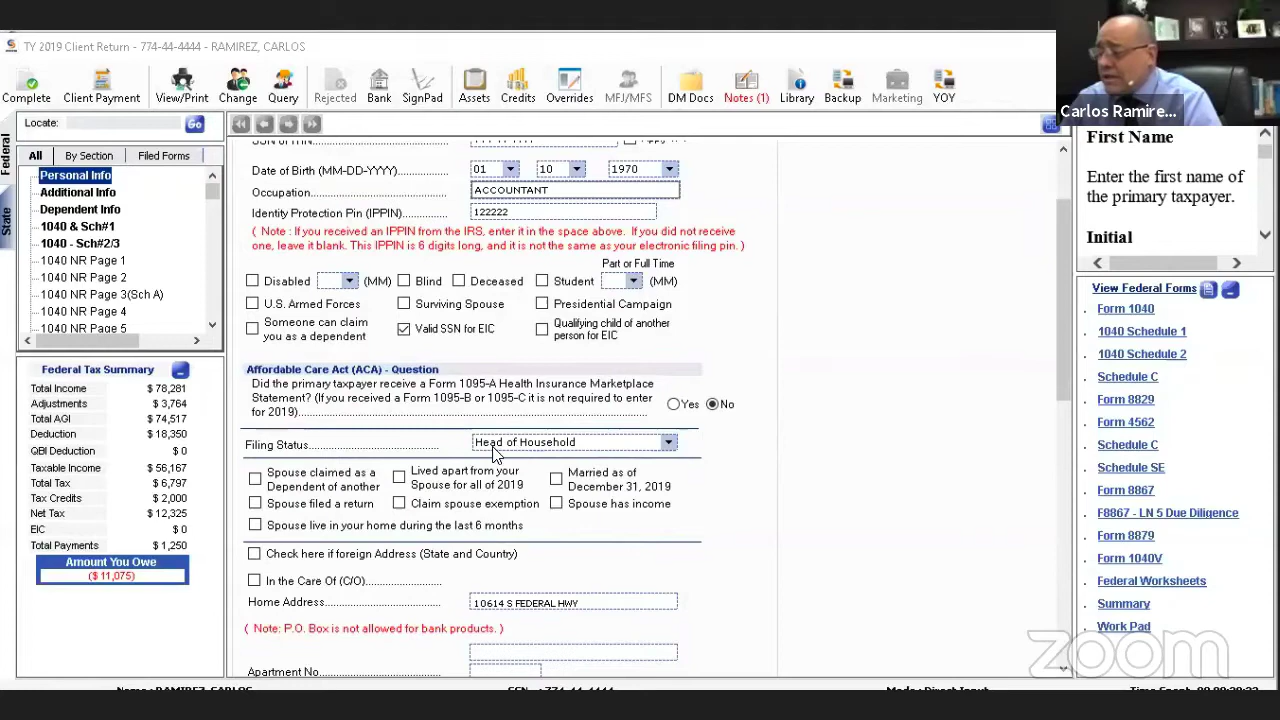 TY 2019 Client Return - 774-44-4444 - RAMIREZ, CARLOS
Complete Client Payment View/Print Change Query Rejected Bank SignPad Assets Credits Overrides MFJ/MFS DM Docs Notes (1) Library Backup Marketing YOY
Carlos Ramire...
Locate: Go
Federal
State
All By Section Filed Forms
Personal Info
Additional Info
Dependent Info
1040 & Sch#1
1040 - Sch#2/3
1040 NR Page 1
1040 NR Page 2
1040 NR Page 3(Sch A)
1040 NR Page 4
1040 NR Page 5
Federal Tax Summary
Total Income $ 78,281
Adjustments $ 3,764
Total AGI $ 74,517
Deduction $ 18,350
QBI Deduction $ 0
Taxable Income $ 56,167
Total Tax $ 6,797
Tax Credits $ 2,000
Net Tax $ 12,325
EIC $ 0
Total Payments $ 1,250
Amount You Owe
($ 11,075)
Date of Birth (MM-DD-YYYY) 01 10 1970
Occupation ACCOUNTANT
Identity Protection Pin (IPPIN) 122222
( Note : If you received an IPPIN from the IRS, enter it in the space above. If you did not receive
one, leave it blank. This IPPIN is 6 digits long, and it is not the same as your electronic filing pin. )
Part or Full Time
Disabled (MM) Blind Deceased Student (MM)
U.S. Armed Forces Surviving Spouse Presidential Campaign
Someone can claim
you as a dependent
Valid SSN for EIC
Qualifying child of another
person for EIC
Affordable Care Act (ACA) - Question
Did the primary taxpayer receive a Form 1095-A Health Insurance Marketplace
Statement? (If you received a Form 1095-B or 1095-C it is not required to enter
for 2019) Yes No
Filing Status Head of Household
Spouse claimed as a
Dependent of another
Lived apart from your
Spouse for all of 2019
Married as of
December 31, 2019
Spouse filed a return Claim spouse exemption Spouse has income
Spouse live in your home during the last 6 months
Check here if foreign Address (State and Country)
In the Care Of (C/O)
Home Address 10614 S FEDERAL HWY
( Note: P.O. Box is not allowed for bank products. )
Apartment No.
First Name
Enter the first name of
the primary taxpayer.
Initial
View Federal Forms
Form 1040
1040 Schedule 1
1040 Schedule 2
Schedule C
Form 8829
Form 4562
Schedule C
Schedule SE
Form 8867
F8867 - LN 5 Due Diligence
Form 8879
Form 1040V
Federal Worksheets
Summary
Work Pad
zoom